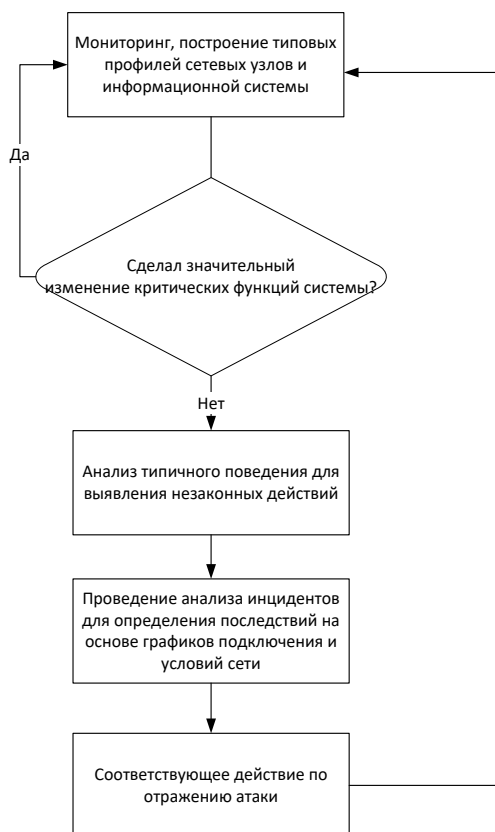 Мониторинг, построение типовых
профилей сетевых узлов и
информационной системы
Да
Сделал значительный
изменение критических функций системы?
Нет
Анализ типичного поведения для
выявления незаконных действий
Проведение анализа инцидентов
для определения последствий на
основе графиков подключения и
условий сети
Соответствующее действие по
отражению атаки